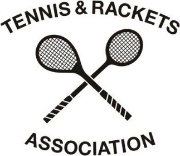 TENNIS & RACKETS
ASSOCIATION